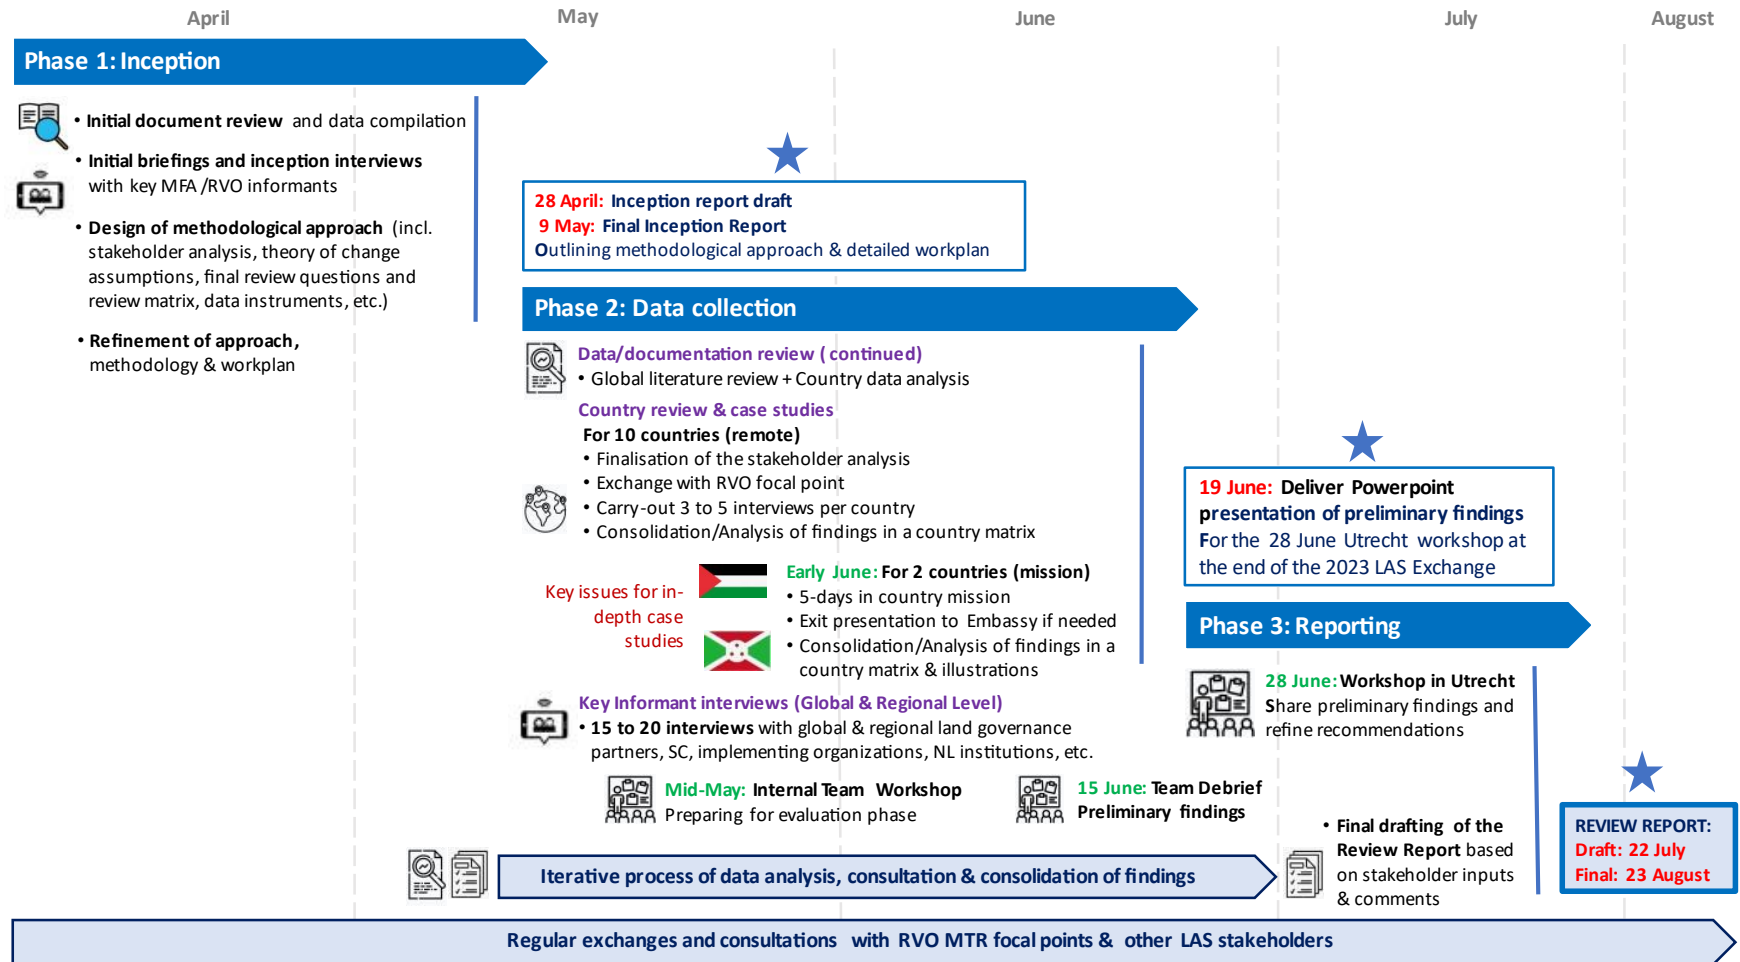 April
May
June
July
August
Phase 1: Inception
• Initial document review and data compilation
• Initial briefings and inception interviews
with key MFA/RVO informants
• Design of methodological approach (incl.
stakeholder analysis, theory of change
assumptions, final review questions and
review matrix, data instruments, etc.)
• Refinement of approach,
methodology & workplan
28 April: Inception report draft
9 May: Final Inception Report
Outlining methodological approach & detailed workplan
Phase 2: Data collection
Data/documentation review ( continued)
• Global literature review + Country data analysis
Country review & case studies
For 10 countries (remote)
• Finalisation of the stakeholder analysis
• Exchange with RVO focal point
• Carry-out 3 to 5 interviews per country
• Consolidation/Analysis of findings in a country matrix
Key issues for in-
depth case
studies
Early June: For 2 countries (mission)
• 5-days in country mission
• Exit presentation to Embassy if needed
• Consolidation/Analysis of findings in a
country matrix & illustrations
Key Informant interviews (Global & Regional Level)
• 15 to 20 interviews with global & regional land governance
partners, SC, implementing organizations, NL institutions, etc.
Mid-May: Internal Team Workshop
Preparing for evaluation phase
15 June: Team Debrief
Preliminary findings
19 June: Deliver Powerpoint
presentation of preliminary findings
For the 28 June Utrecht workshop at
the end of the 2023 LAS Exchange
Phase 3: Reporting
28 June: Workshop in Utrecht
Share preliminary findings and
refine recommendations
• Final drafting of the
Review Report based
on stakeholder inputs
& comments
REVIEW REPORT:
Draft: 22 July
Final: 23 August
Iterative process of data analysis, consultation & consolidation of findings
Regular exchanges and consultations with RVO MTR focal points & other LAS stakeholders